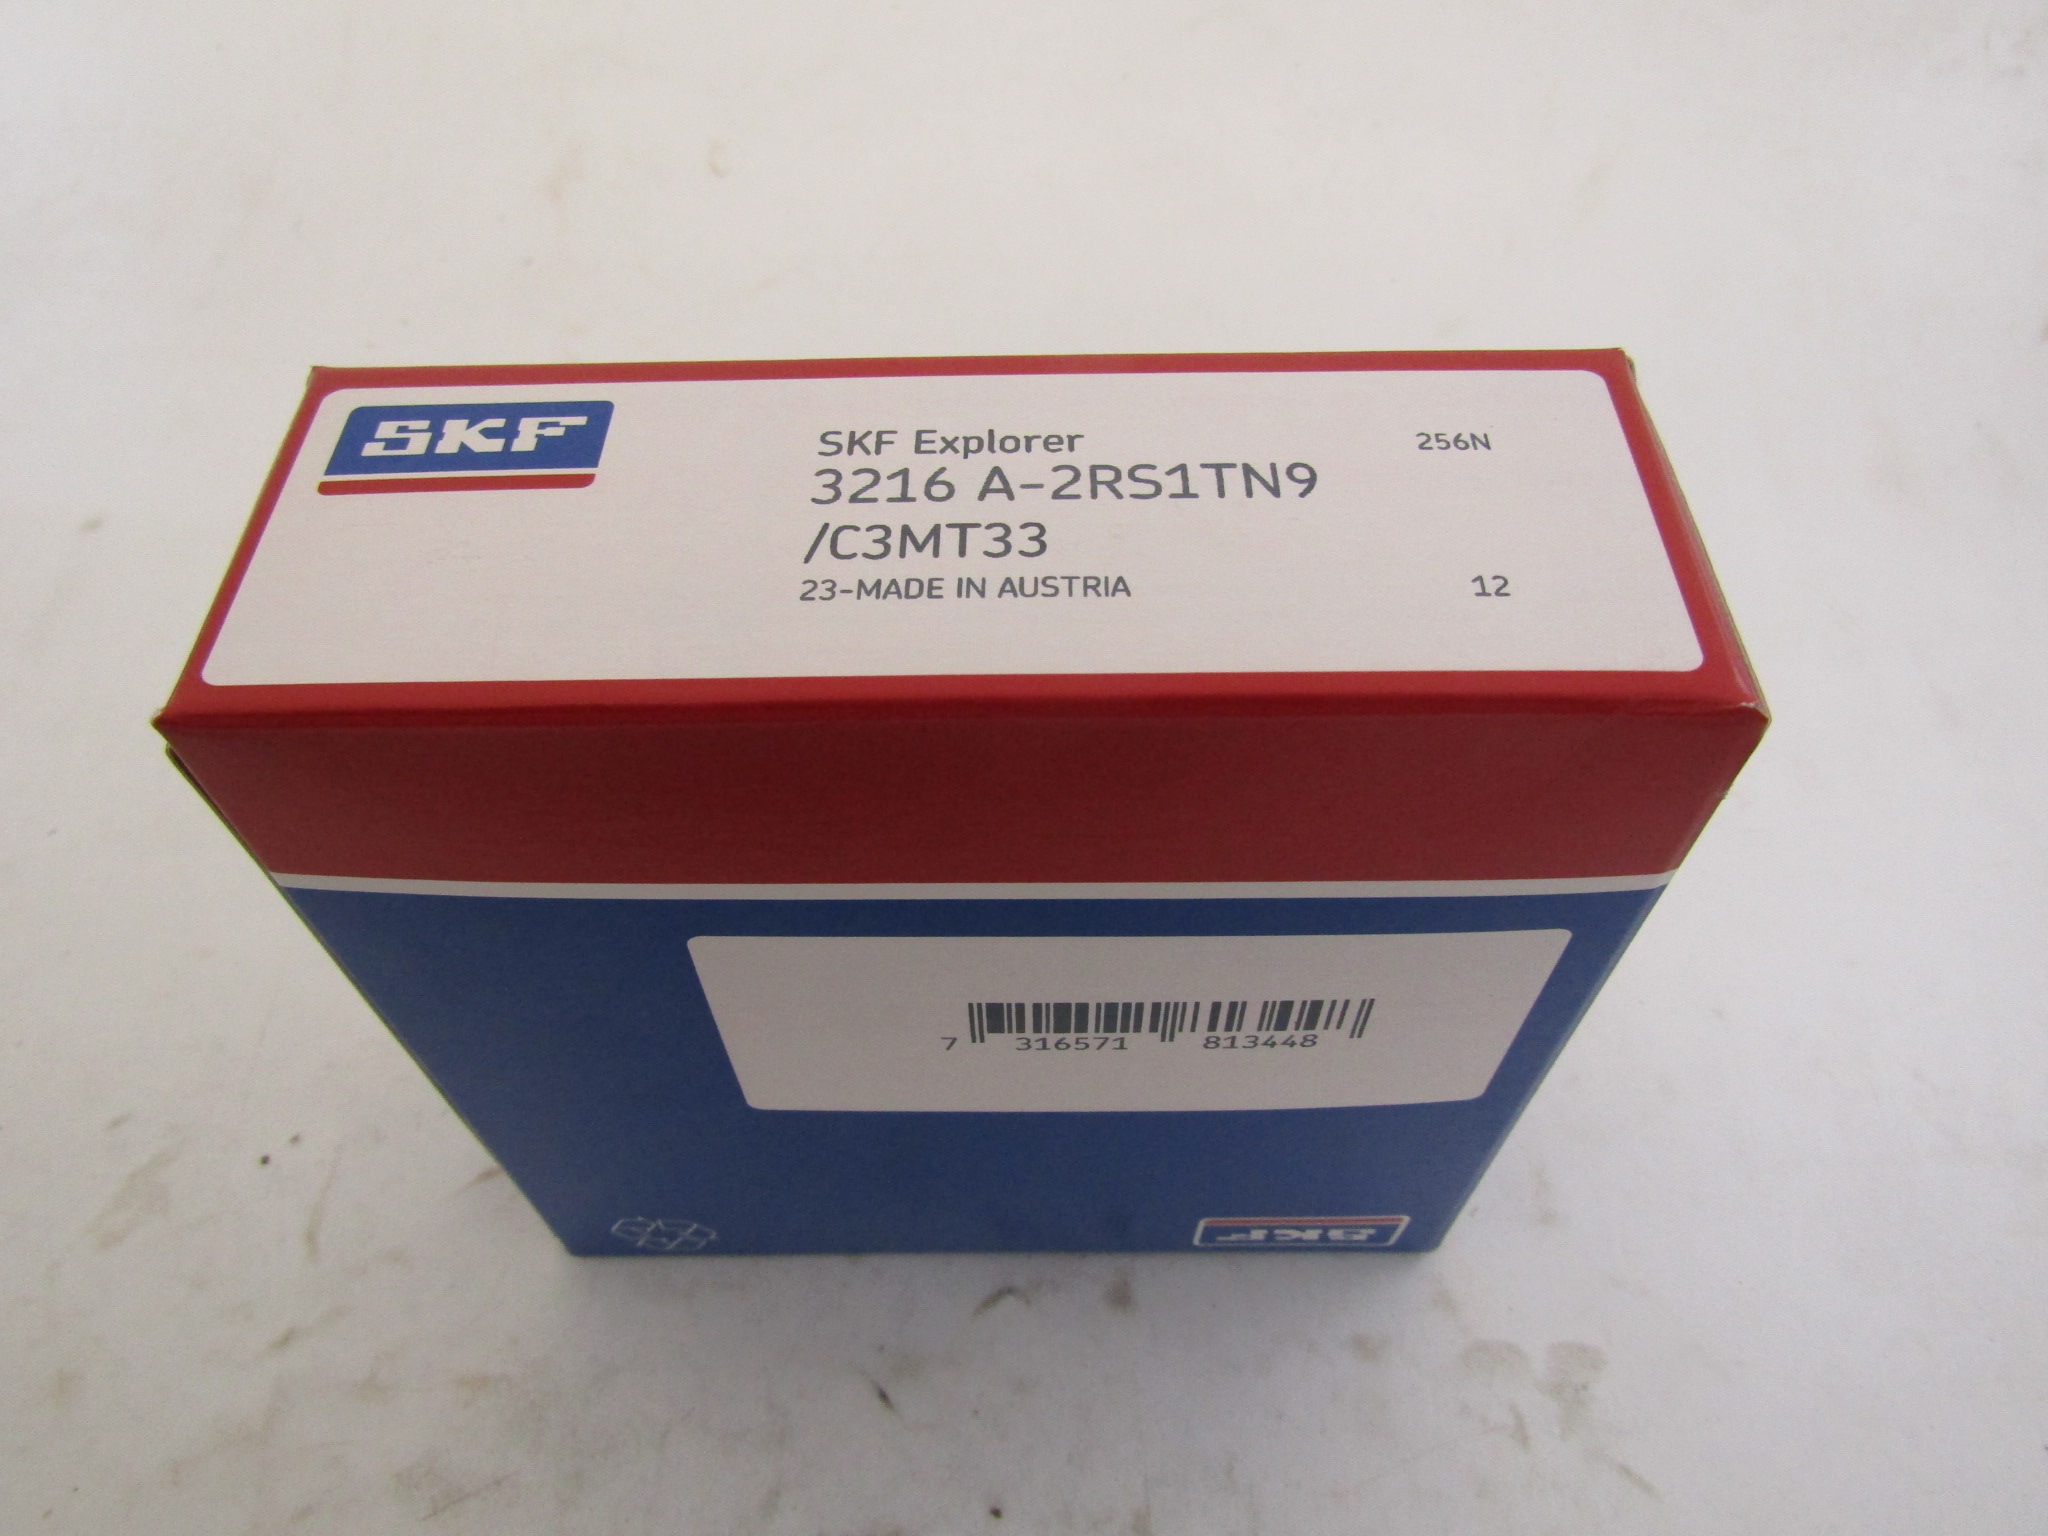 SKF
SKF Explorer 256N
3216 A-2RS1TN9
/C3MT33
23-MADE IN AUSTRIA 12
7 316571 813448
SKF